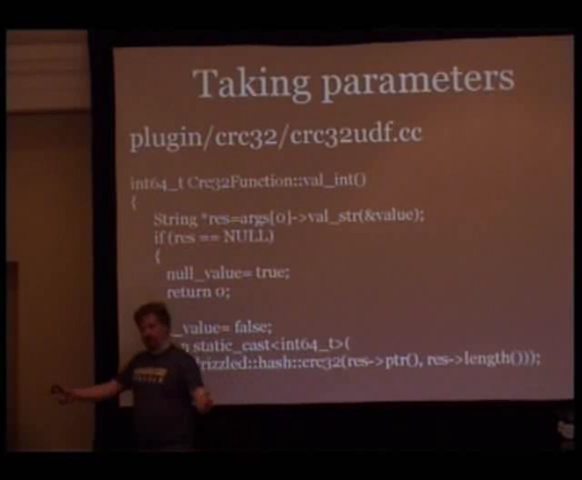 Taking parameters
plugin/crc32/crc32udf.cc
int64_t Crc32Function::val_int()
{
String *res=args[0]->val_str(&value);
if (res == NULL)
{
null_value= true;
return 0;
_value= false;
n static_cast<int64_t>(
rizzled::hash::crc32(res->ptr(), res->length()));